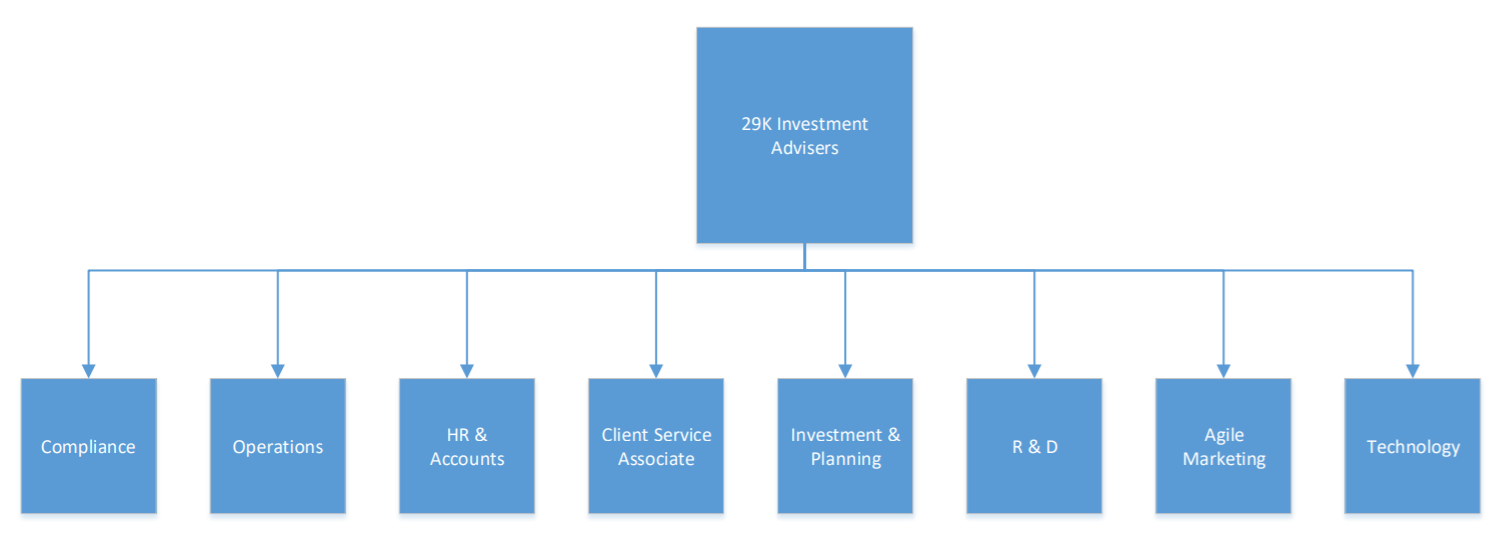 29K Investment
Advisers
Compliance
Operations
HR &
Accounts
Client Service
Associate
Investment &
Planning
R & D
Agile
Marketing
Technology